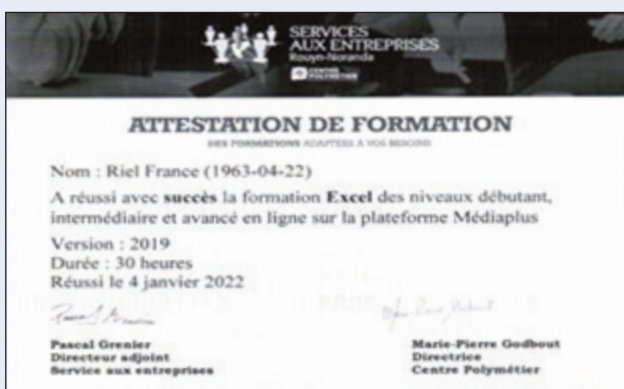 SERVICES
AUX ENTREPRISES
Rouyn-Noranda
CENTRE
POLYMÉTIER
ATTESTATION DE FORMATION
DES FORMATIONS ADAPTÉES À VOS BESOINS
Nom : Riel France (1963-04-22)
A réussi avec succès la formation Excel des niveaux débutant,
intermédiaire et avancé en ligne sur la plateforme Médiaplus
Version : 2019
Durée : 30 heures
Réussi le 4 janvier 2022
Pascal Grenier
Directeur adjoint
Service aux entreprises
Marie-Pierre Godbout
Directrice
Centre Polymétier